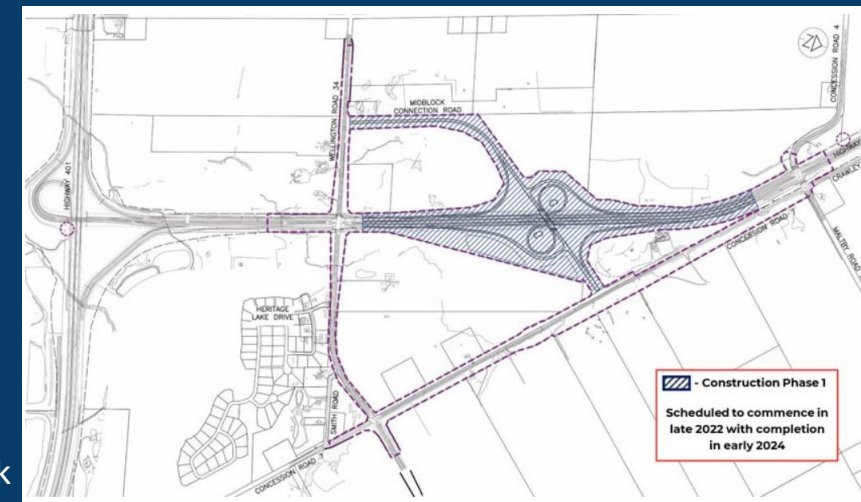 CONCESSION ROAD 4
MIDBLOCK
CONNECTION ROAD
WELLINGTON ROAD 34
HIGHWAY 401
HIGHWAY
CRAWLEY
CONCESSION ROAD
MALTBY ROAD
HERITAGE
LAKE DRIVE
SMITH ROAD
CONCESSION ROAD 7
- Construction Phase 1
Scheduled to commence in
late 2022 with completion
in early 2024
k